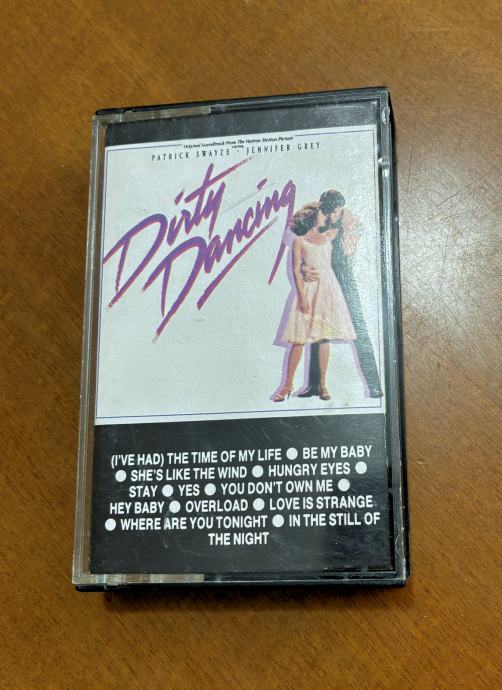 Original Soundtrack From The Vestron Motion Picture
starring
PATRICK SWAYZE • JENNIFER GREY
Dirty
Dancing
(I'VE HAD) THE TIME OF MY LIFE ● BE MY BABY
● SHE'S LIKE THE WIND ● HUNGRY EYES ●
STAY ● YES ● YOU DON'T OWN ME ●
HEY BABY ● OVERLOAD ● LOVE IS STRANGE
● WHERE ARE YOU TONIGHT ● IN THE STILL OF
THE NIGHT